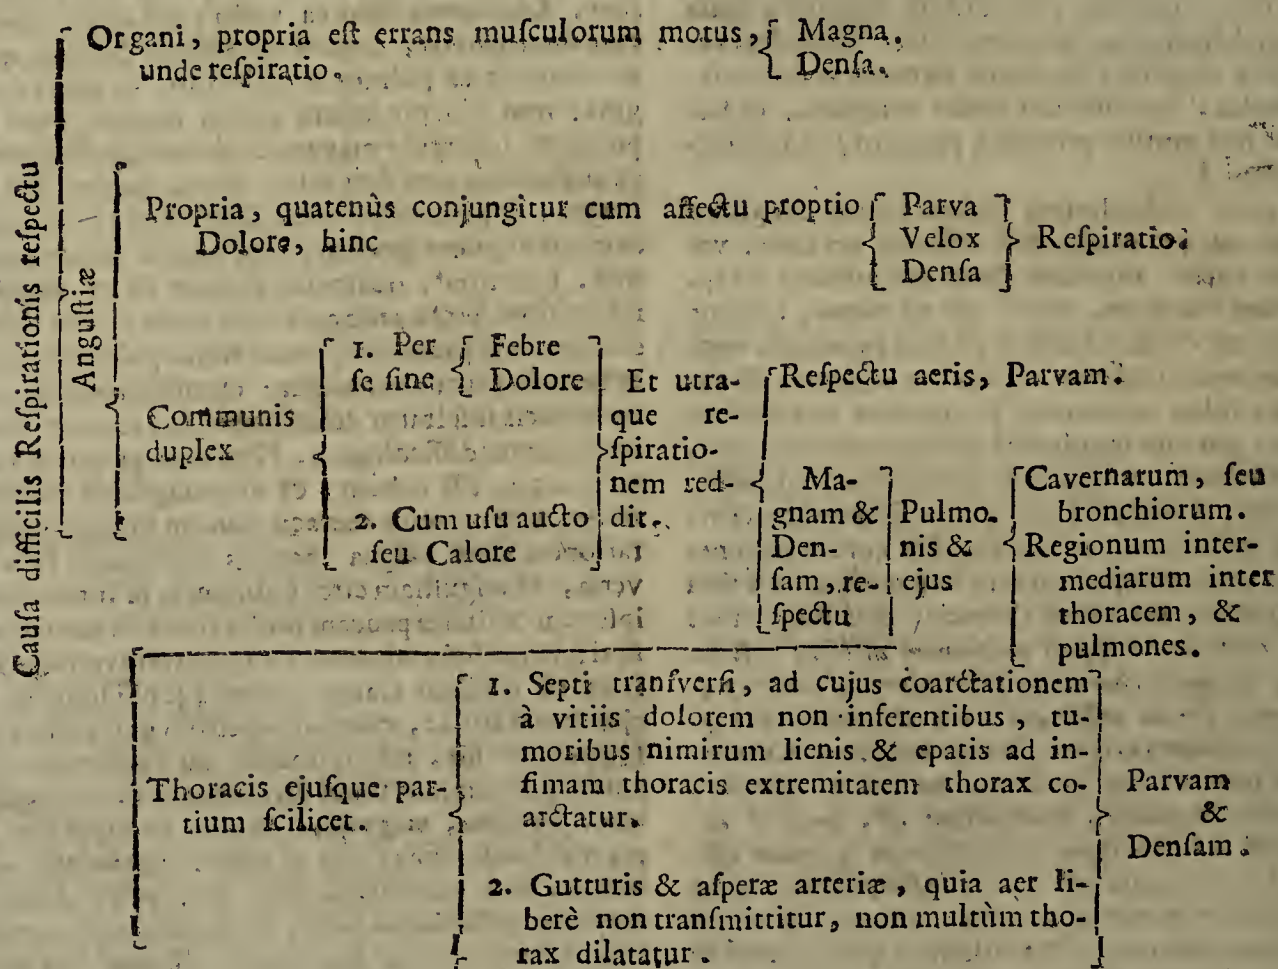 Causa difficilis Respirationis respectu
Organi, propria est errans musculorum motus,
unde respiratio.
Magna.
Densa.
Angustiæ
Propria, quatenùs conjungitur cum affectu proptio
Dolore, hinc
Parva
Velox
Densa
Respiratio.
Communis
duplex
1. Per
se sine
Febre
Dolore
2. Cum usu aucto
seu Calore
Et utra-
que re-
spiratio-
nem red-
dit.
Respectu aeris, Parvam.
Ma-
gnam &
Den-
sam, re-
spectu
Pulmo-
nis &
ejus
Cavernarum, seu
bronchiorum.
Regionum inter-
mediarum inter
thoracem, &
pulmones.
Thoracis ejusque par-
tium scilicet.
1. Septi transversi, ad cujus coarctationem
à vitiis dolorem non inferentibus, tu-
moribus nimirum lienis & epatis ad in-
fimam thoracis extremitatem thorax co-
arctatur.
2. Gutturis & asperæ arteriæ, quia aer li-
berè non transmittitur, non multùm tho-
rax dilatatur.
Parvam
&
Densam.